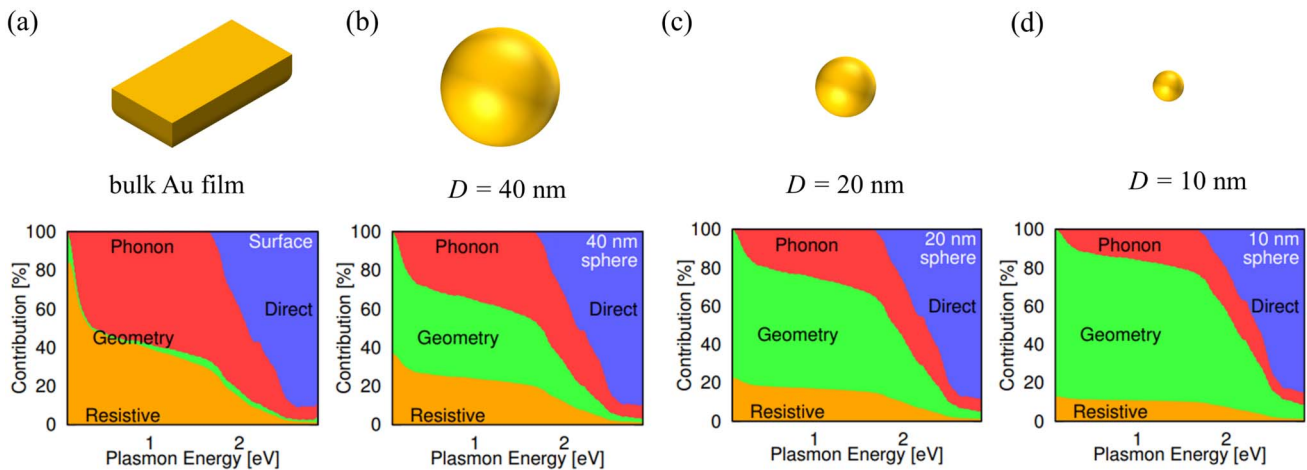 (a)
(b)
(c)
(d)
bulk Au film
D = 40 nm
D = 20 nm
D = 10 nm
100
80
60
40
20
0
Contribution [%]
Phonon
Surface
Direct
Geometry
Resistive
1
2
Plasmon Energy [eV]
100
80
60
40
20
0
Contribution [%]
Phonon
40 nm
sphere
Direct
Geometry
Resistive
1
2
Plasmon Energy [eV]
100
80
60
40
20
0
Contribution [%]
Phonon
20 nm
sphere
Direct
Geometry
Resistive
1
2
Plasmon Energy [eV]
100
80
60
40
20
0
Contribution [%]
Phonon
10 nm
sphere
Direct
Geometry
Resistive
1
2
Plasmon Energy [eV]